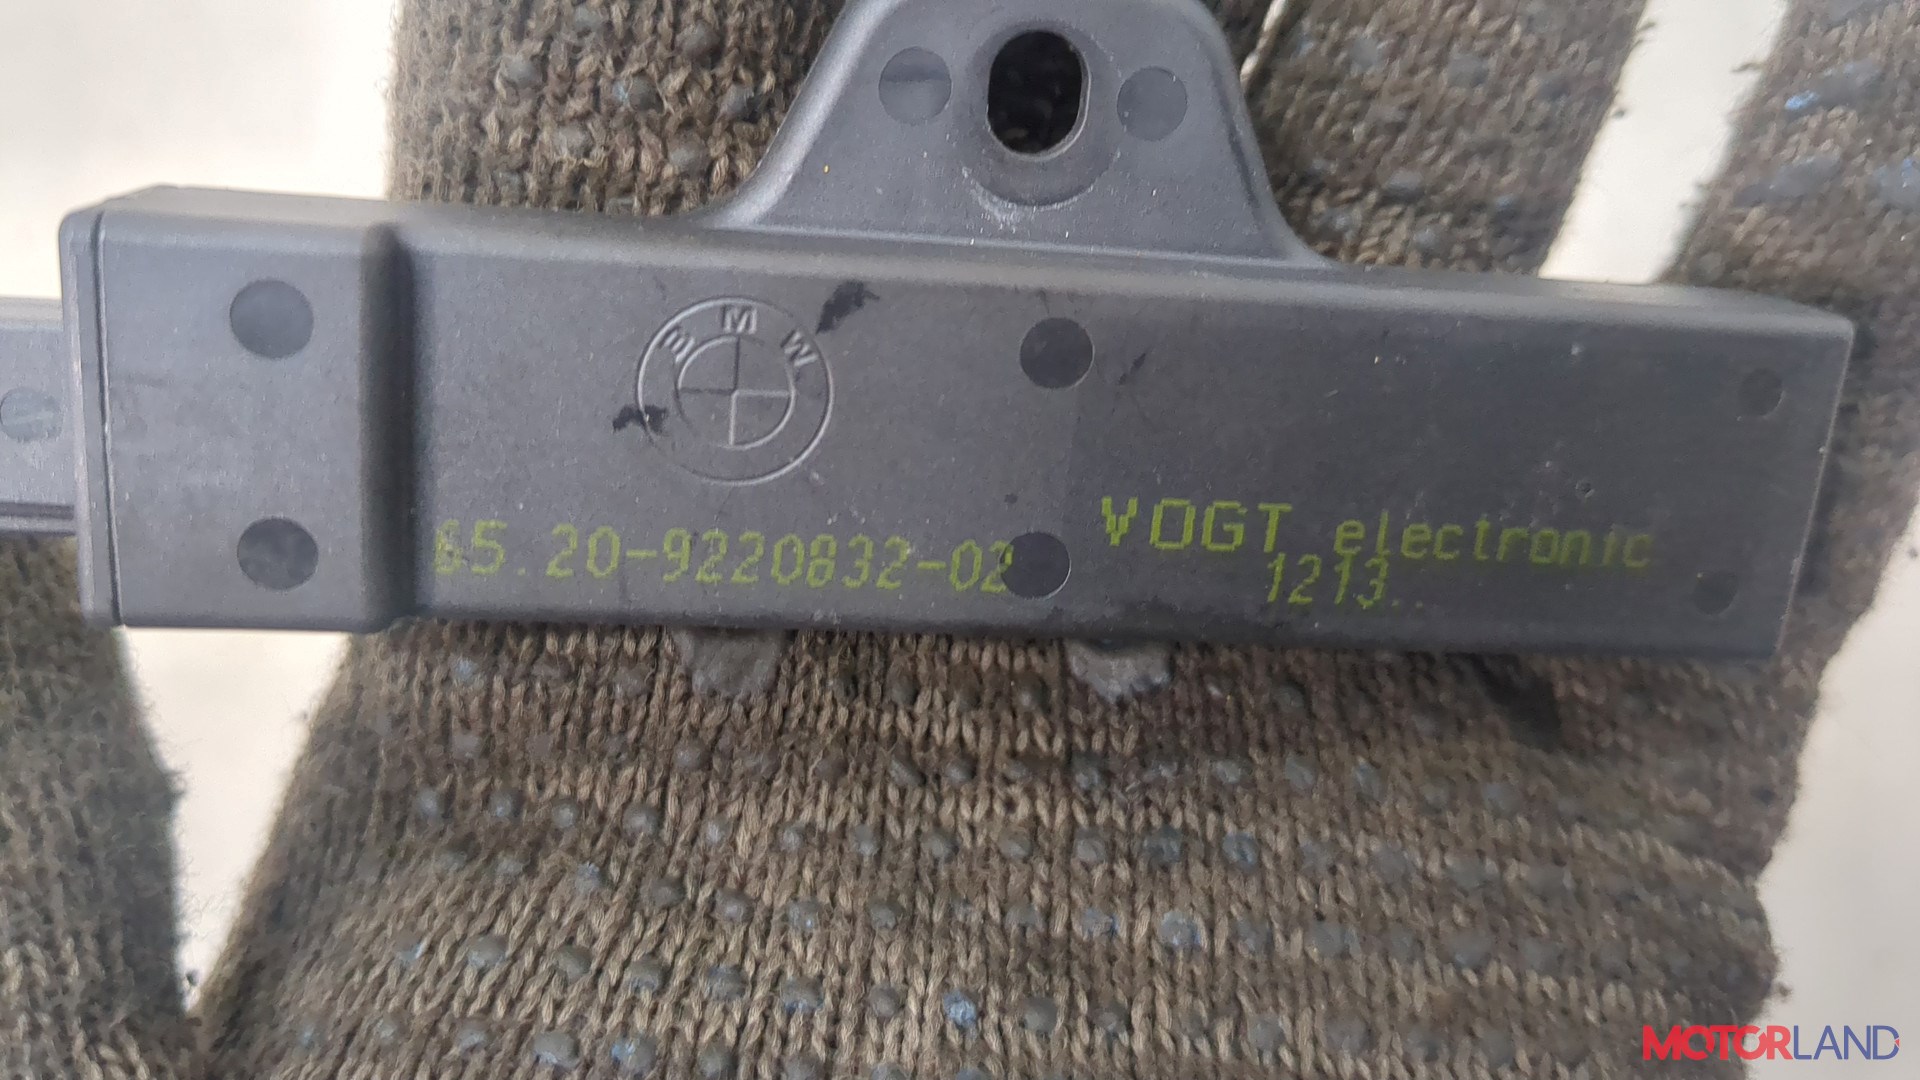 BMW
65.20-9220832-02
VOGT electronic
1213..
MOTORLAND